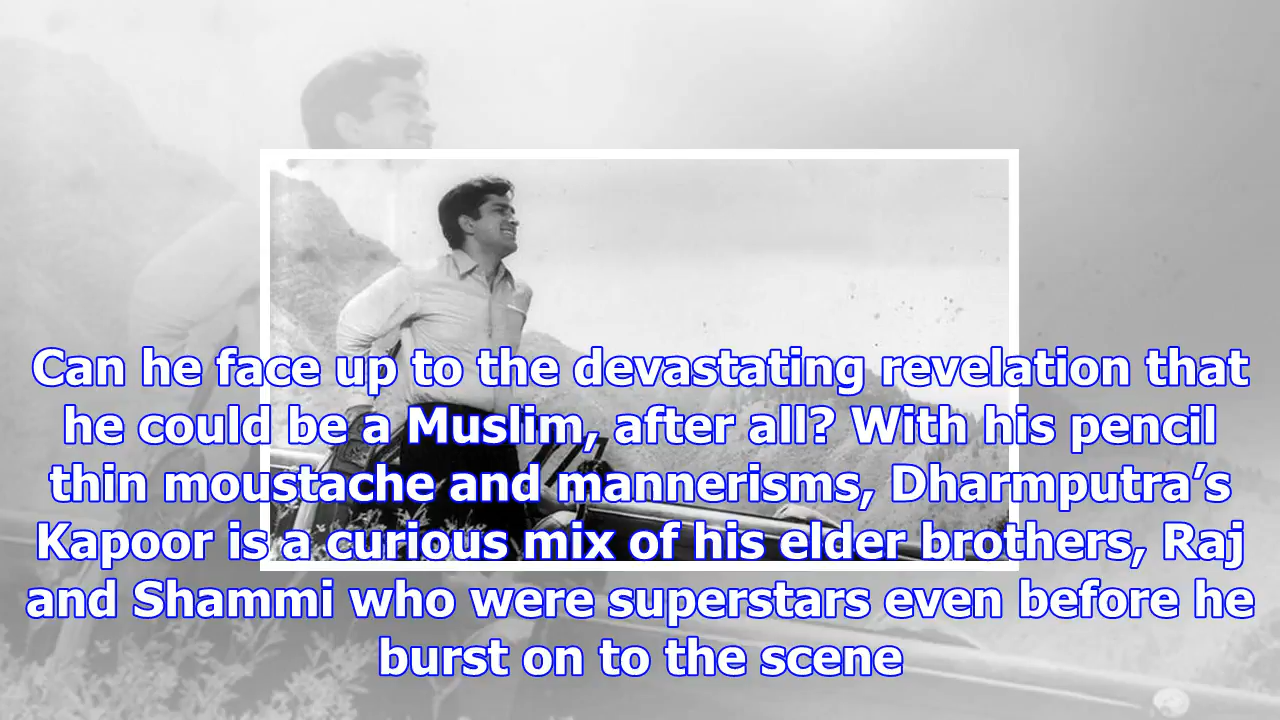 Can he face up to the devastating revelation that
he could be a Muslim, after all? With his pencil
thin moustache and mannerisms, Dharmputra’s
Kapoor is a curious mix of his elder brothers, Raj
and Shammi who were superstars even before he
burst on to the scene